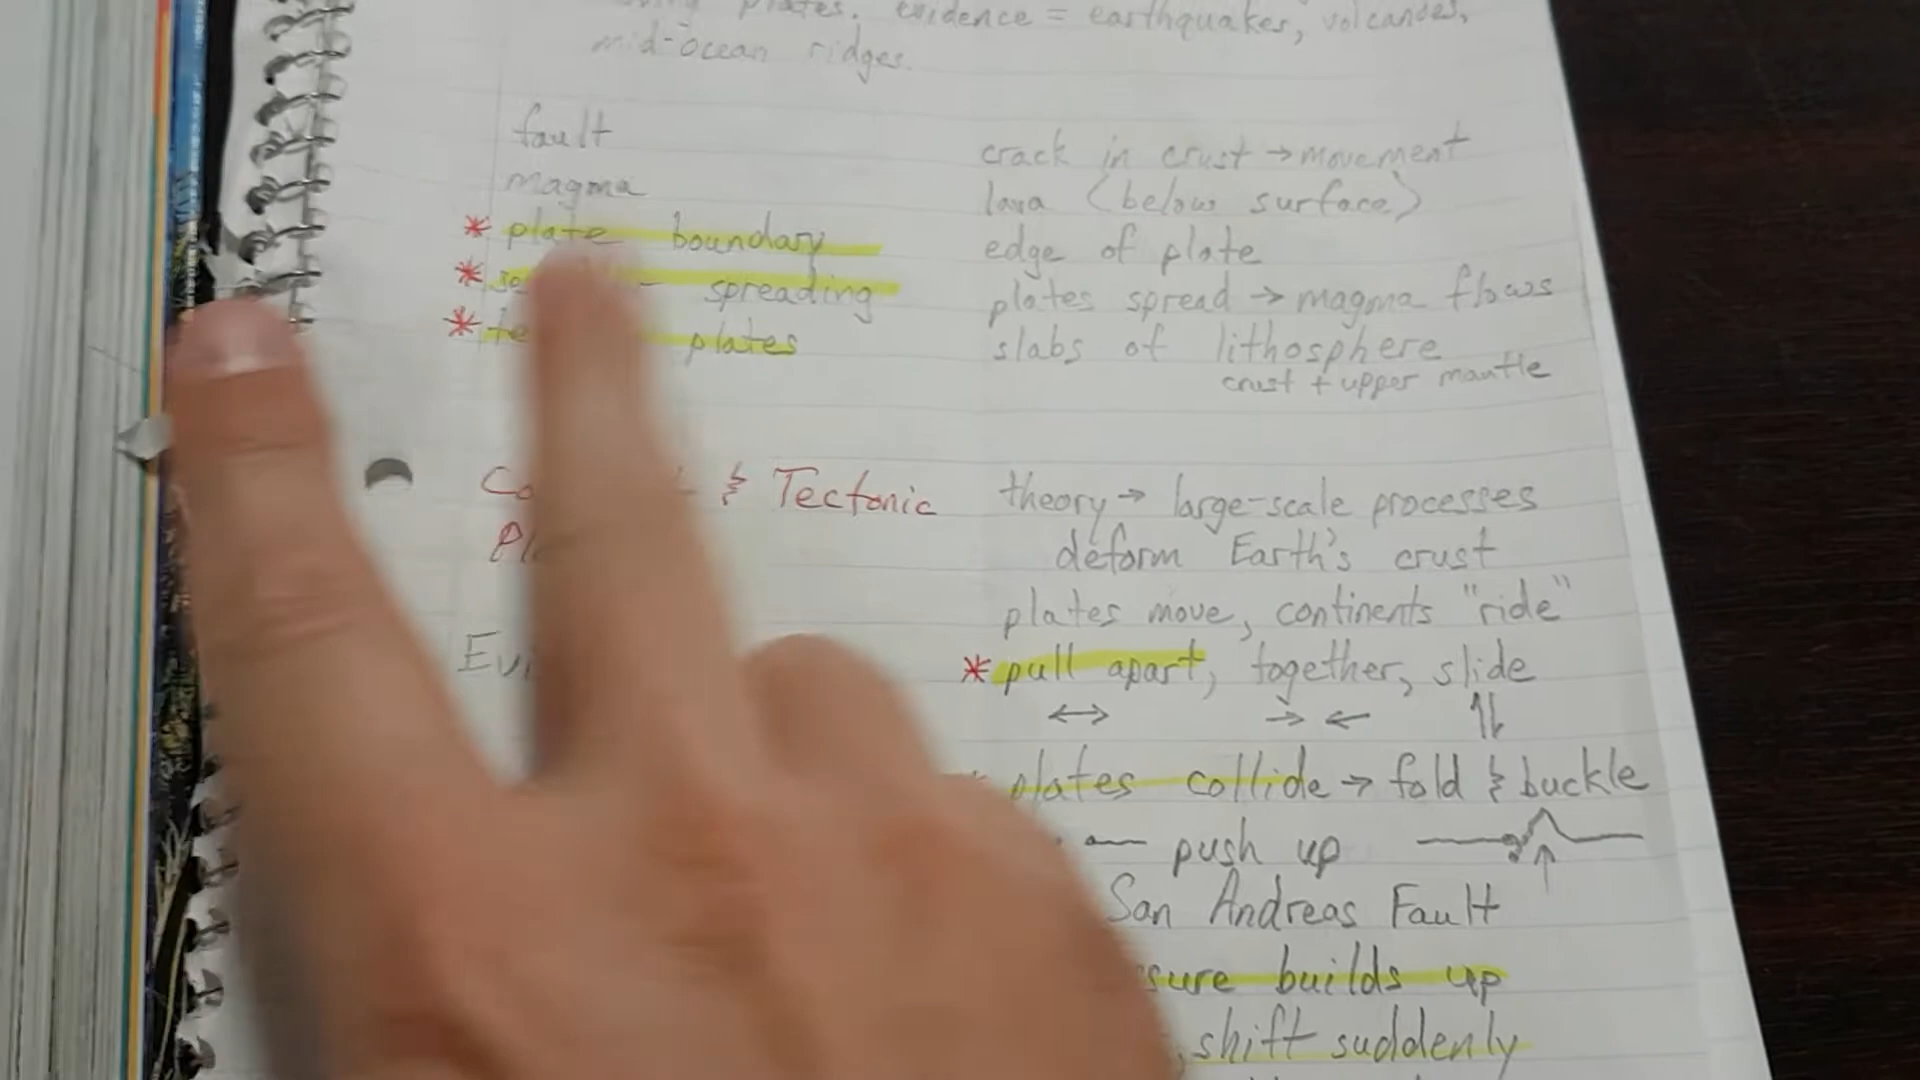 plates. evidence = earthquakes, volcanoes,
mid-ocean ridges.
fault crack in crust → movement
magma lava (below surface)
* plate boundary edge of plate
* - spreading plates spread → magma flows
* plates slabs of lithosphere
crust + upper mantle
& Tectonic theory → large-scale processes
deform Earth's crust
plates move, continents "ride"
* pull apart, together, slide
↔ → ← ⇅
plates collide → fold & buckle
push up ↑
San Andreas Fault
builds up
, shift suddenly